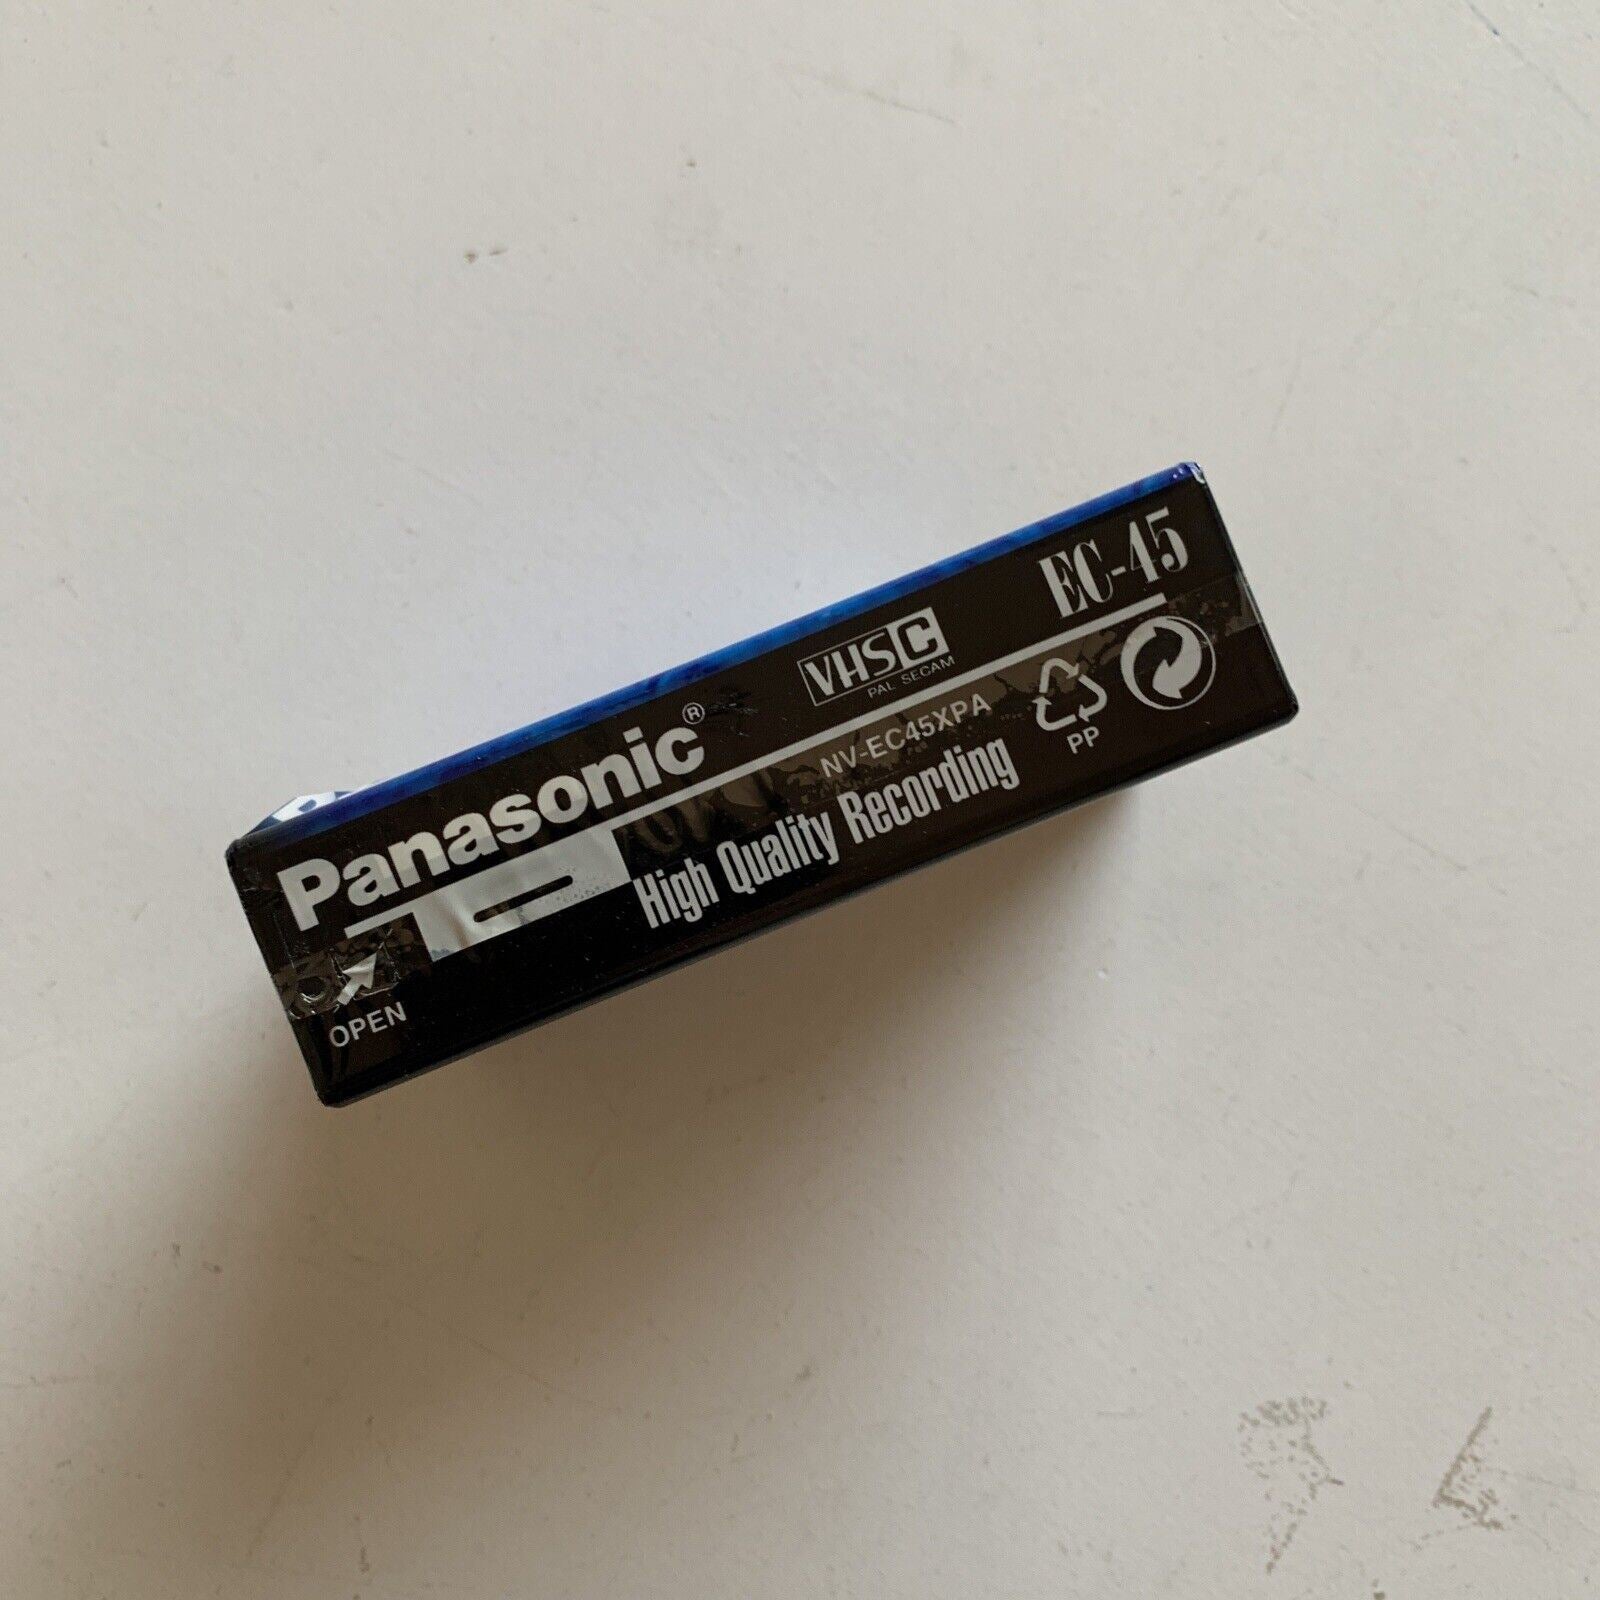 Panasonic®
VHSC
PAL SECAM
EC-45
NV-EC45XPA
High Quality Recording
PP
OPEN